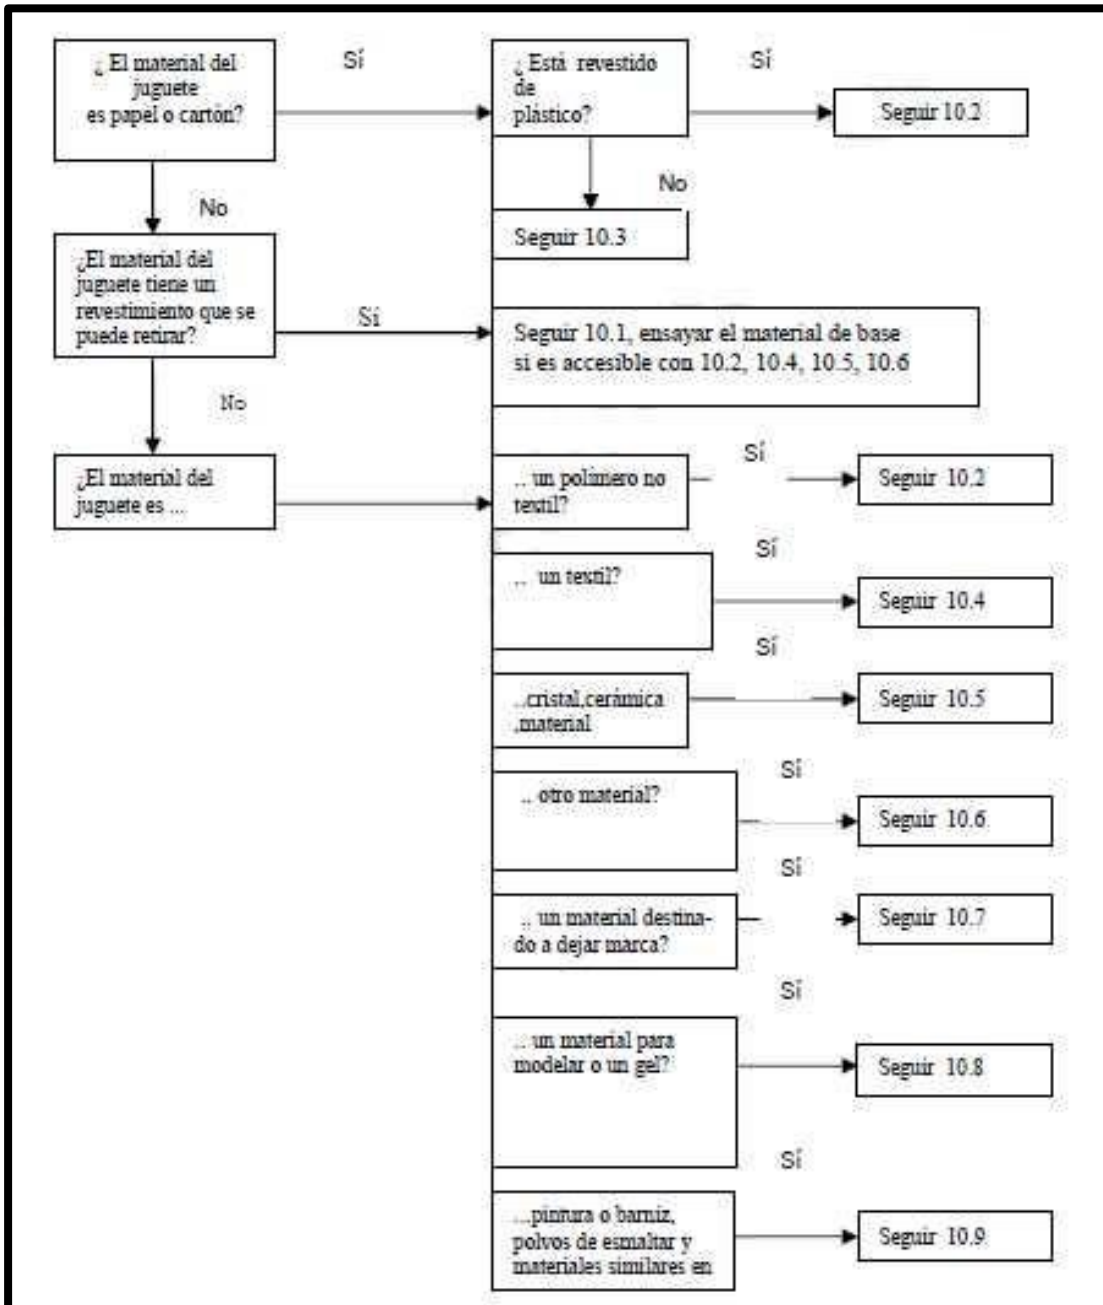 ¿ El material del
juguete
es papel o cartón?
Sí
¿ Está revestido
de
plástico?
Sí
Seguir 10.2
No
No
Seguir 10.3
¿El material del
juguete tiene un
revestimiento que se
puede retirar?
Sí
Seguir 10.1, ensayar el material de base
si es accesible con 10.2, 10.4, 10.5, 10.6
No
¿El material del
juguete es ...
.. un polímero no
textil?
Sí
Seguir 10.2
.. un textil?
Sí
Seguir 10.4
..cristal,cerámica
,material
Sí
Seguir 10.5
.. otro material?
Sí
Seguir 10.6
.. un material destina-
do a dejar marca?
Sí
Seguir 10.7
.. un material para
modelar o un gel?
Sí
Seguir 10.8
...pintura o barniz,
polvos de esmaltar y
materiales similares en
Sí
Seguir 10.9